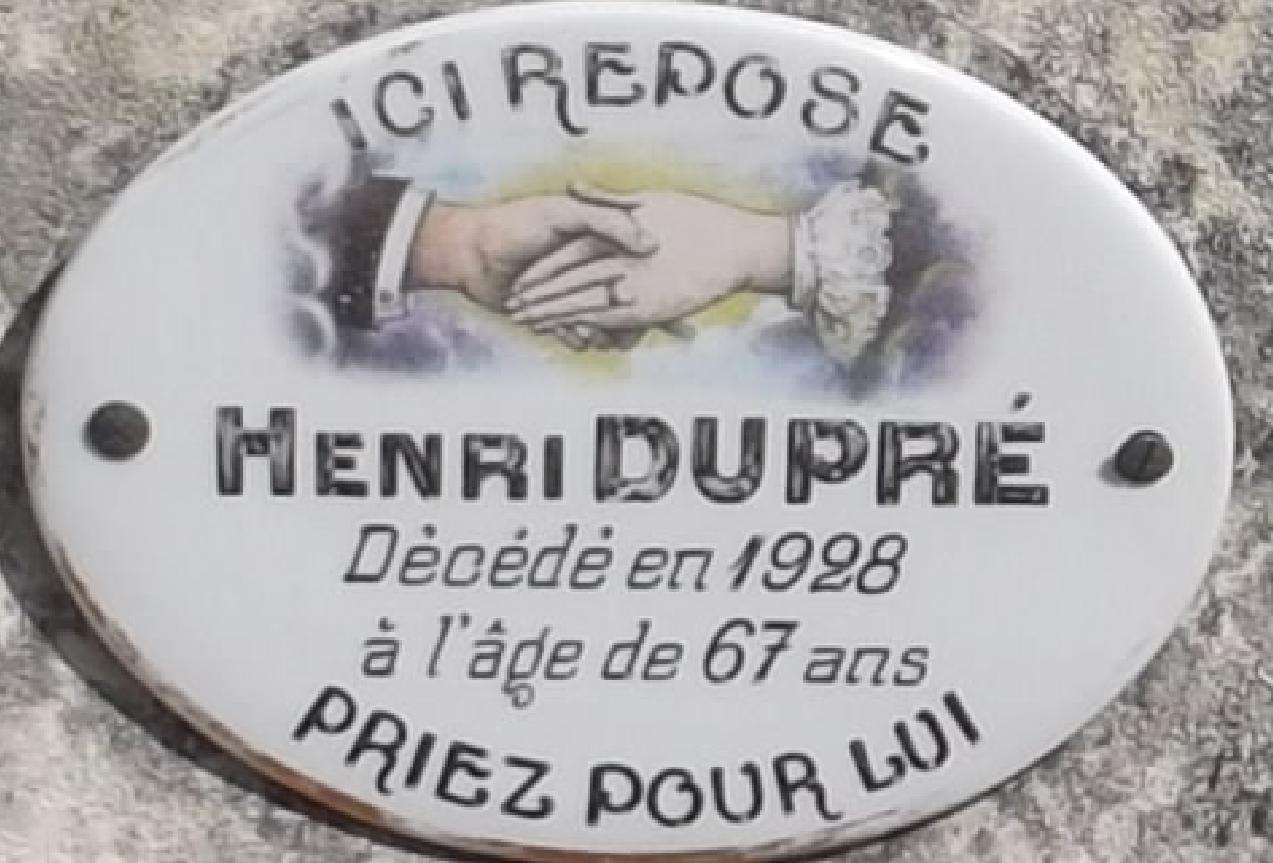 ICI REPOSE
HENRI DUPRÉ
Décédé en 1928
à l'âge de 67 ans
PRIEZ POUR LUI